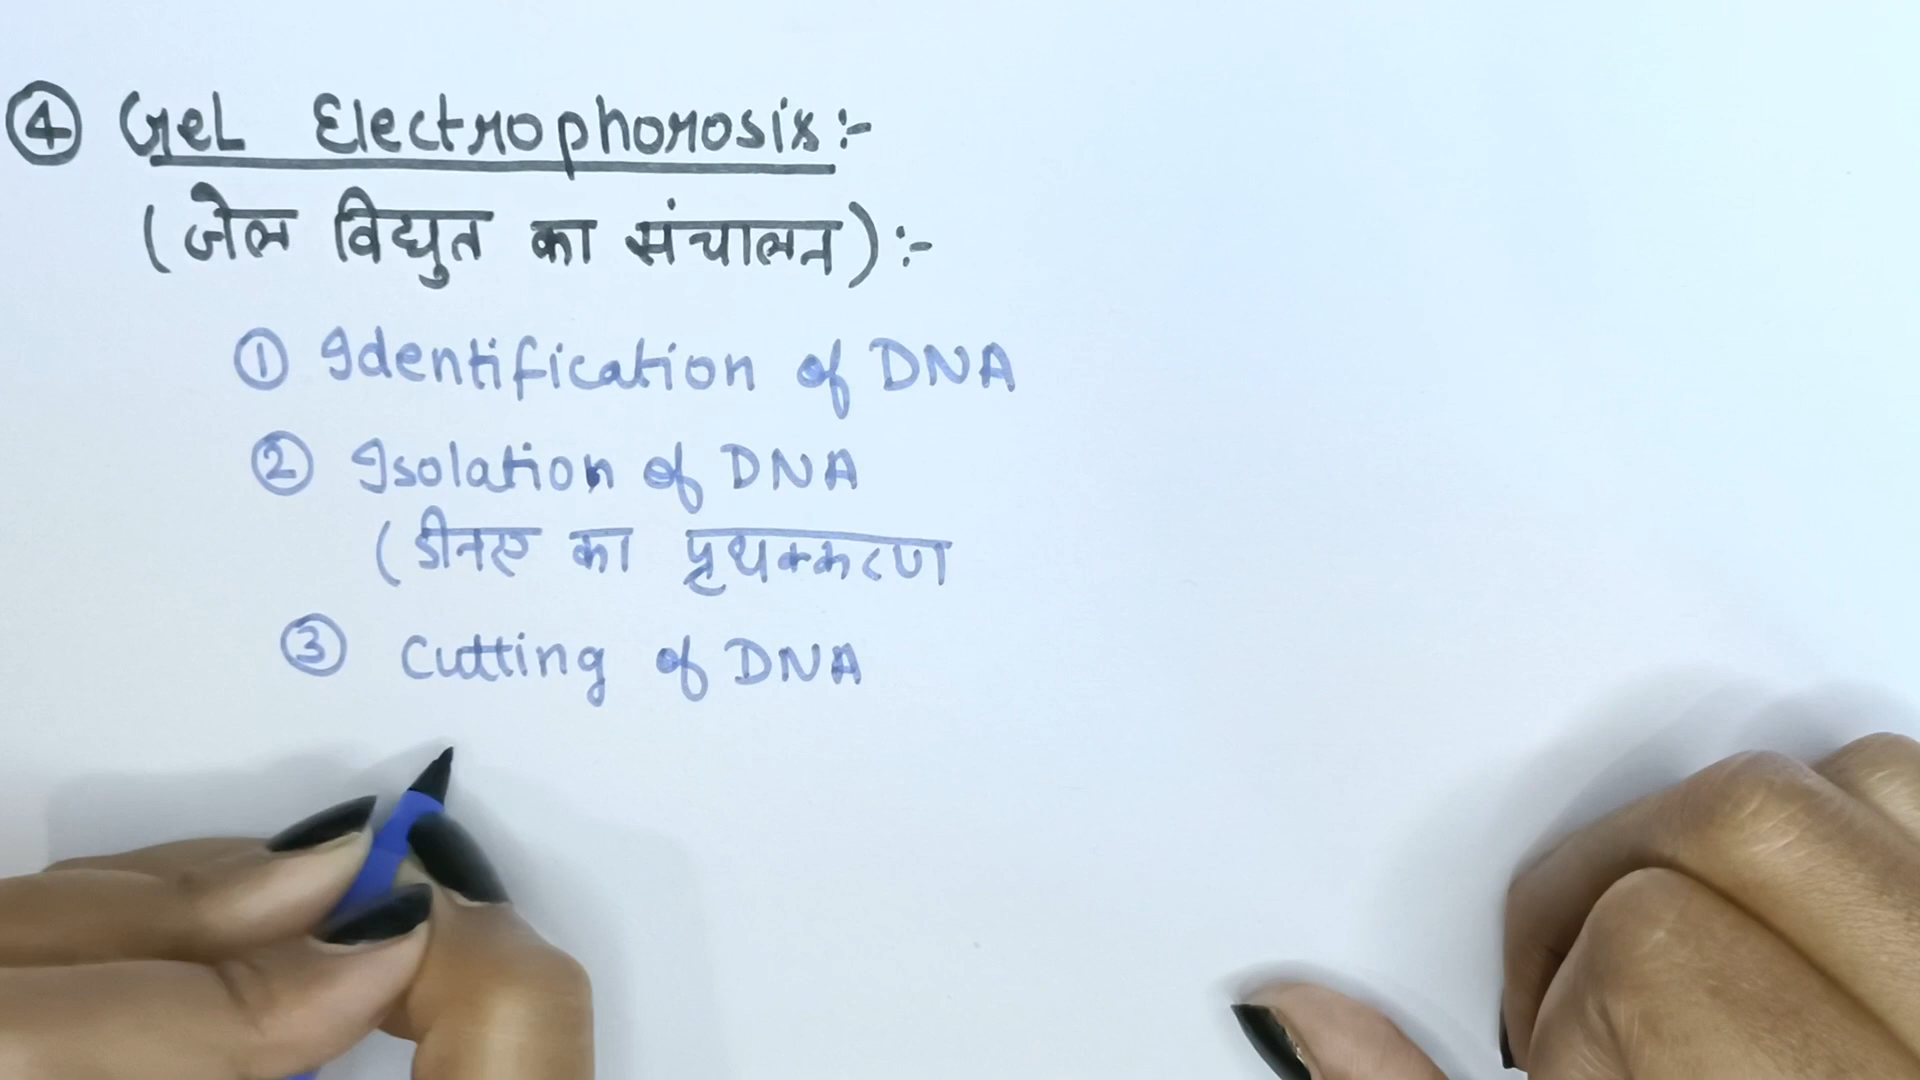 ④ Gel Electrophorosis:-
(जेल विद्युत का संचालन):-
① Identification of DNA
② Isolation of DNA
(डीनए का पृथक्करण
③ Cutting of DNA